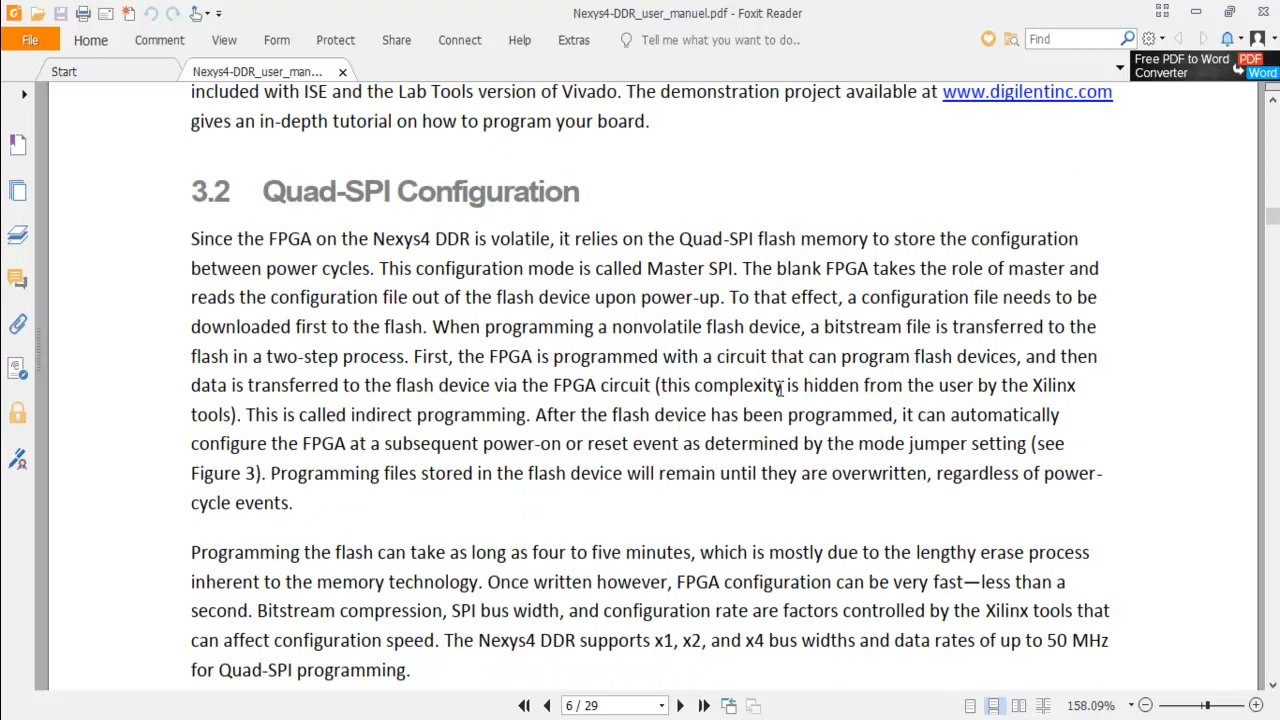 Nexys4-DDR_user_manuel.pdf - Foxit Reader
File Home Comment View Form Protect Share Connect Help Extras Tell me what you want to do.. Find
Start Nexys4-DDR_user_man...
Free PDF to Word
Converter
PDF
Word
included with ISE and the Lab Tools version of Vivado. The demonstration project available at www.digilentinc.com
gives an in-depth tutorial on how to program your board.
3.2 Quad-SPI Configuration
Since the FPGA on the Nexys4 DDR is volatile, it relies on the Quad-SPI flash memory to store the configuration
between power cycles. This configuration mode is called Master SPI. The blank FPGA takes the role of master and
reads the configuration file out of the flash device upon power-up. To that effect, a configuration file needs to be
downloaded first to the flash. When programming a nonvolatile flash device, a bitstream file is transferred to the
flash in a two-step process. First, the FPGA is programmed with a circuit that can program flash devices, and then
data is transferred to the flash device via the FPGA circuit (this complexity is hidden from the user by the Xilinx
tools). This is called indirect programming. After the flash device has been programmed, it can automatically
configure the FPGA at a subsequent power-on or reset event as determined by the mode jumper setting (see
Figure 3). Programming files stored in the flash device will remain until they are overwritten, regardless of power-
cycle events.
Programming the flash can take as long as four to five minutes, which is mostly due to the lengthy erase process
inherent to the memory technology. Once written however, FPGA configuration can be very fast—less than a
second. Bitstream compression, SPI bus width, and configuration rate are factors controlled by the Xilinx tools that
can affect configuration speed. The Nexys4 DDR supports x1, x2, and x4 bus widths and data rates of up to 50 MHz
for Quad-SPI programming.
6 / 29
158.09%